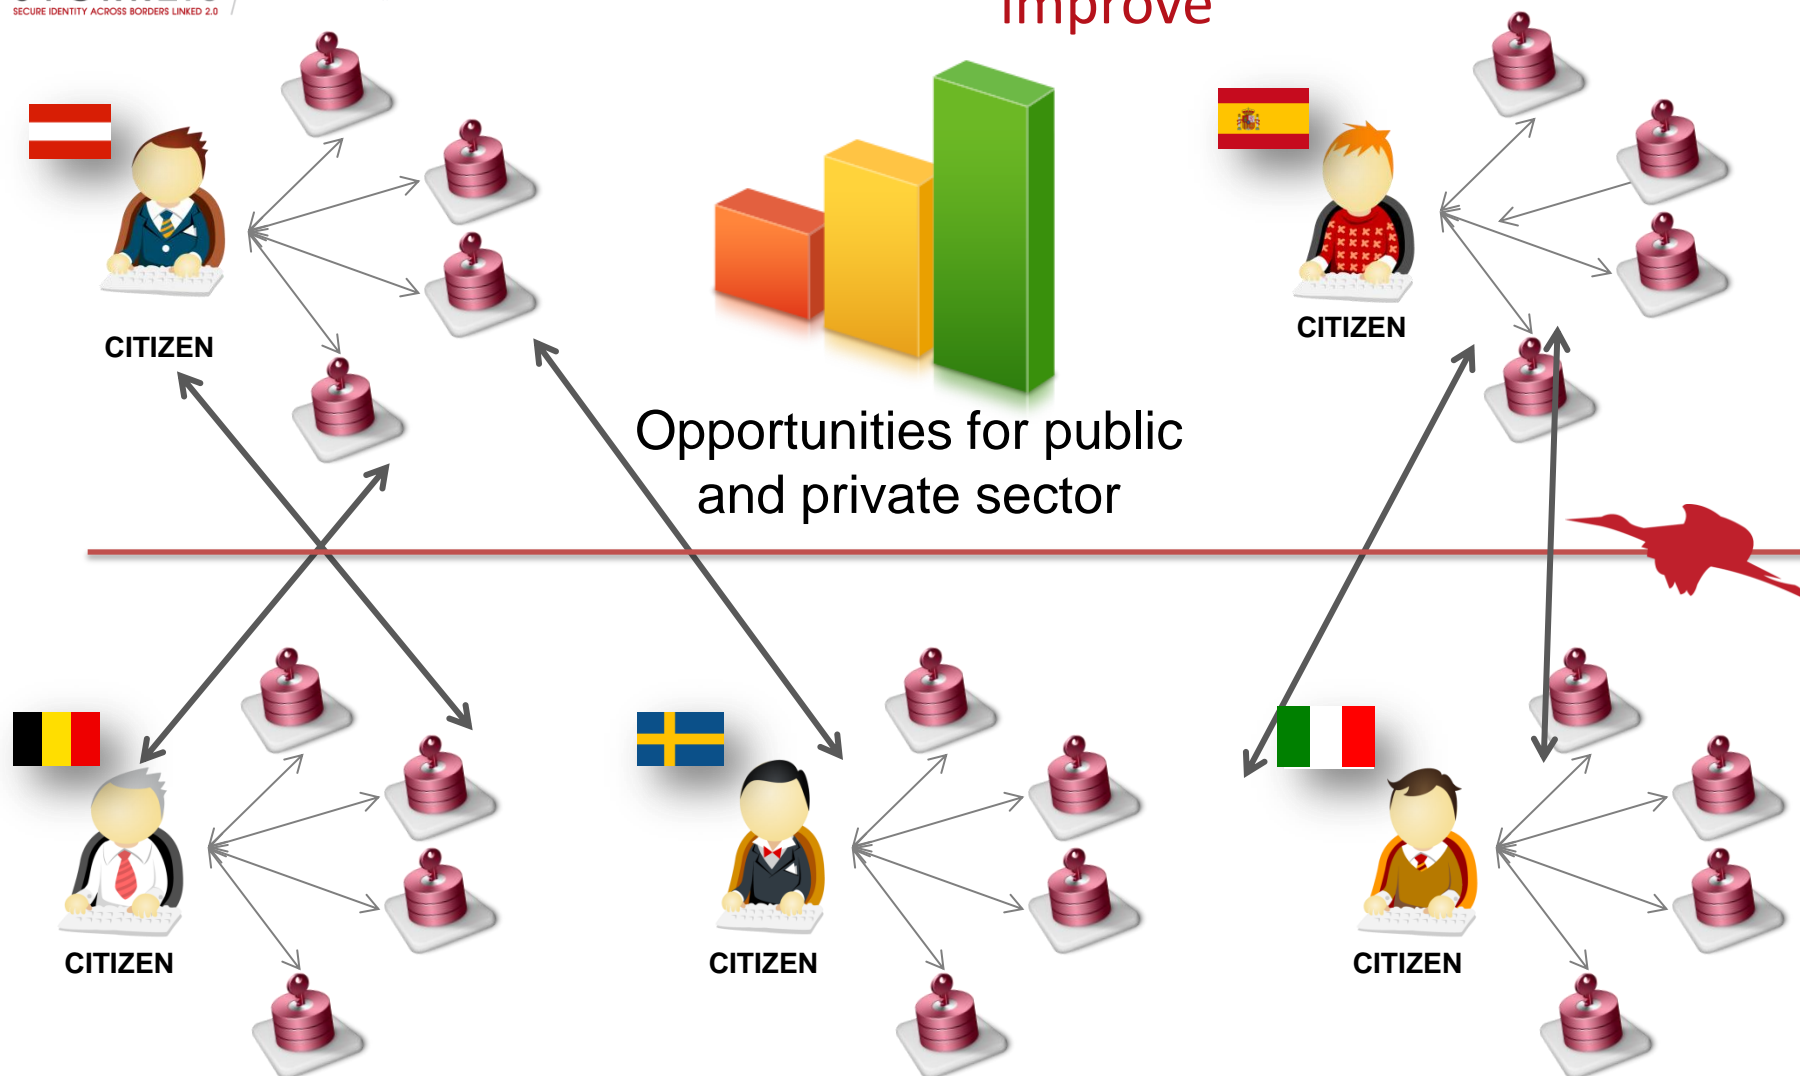 SECURE IDENTITY ACROSS BORDERS LINKED 2.0
improve
CITIZEN
CITIZEN
Opportunities for public
and private sector
CITIZEN
CITIZEN
CITIZEN